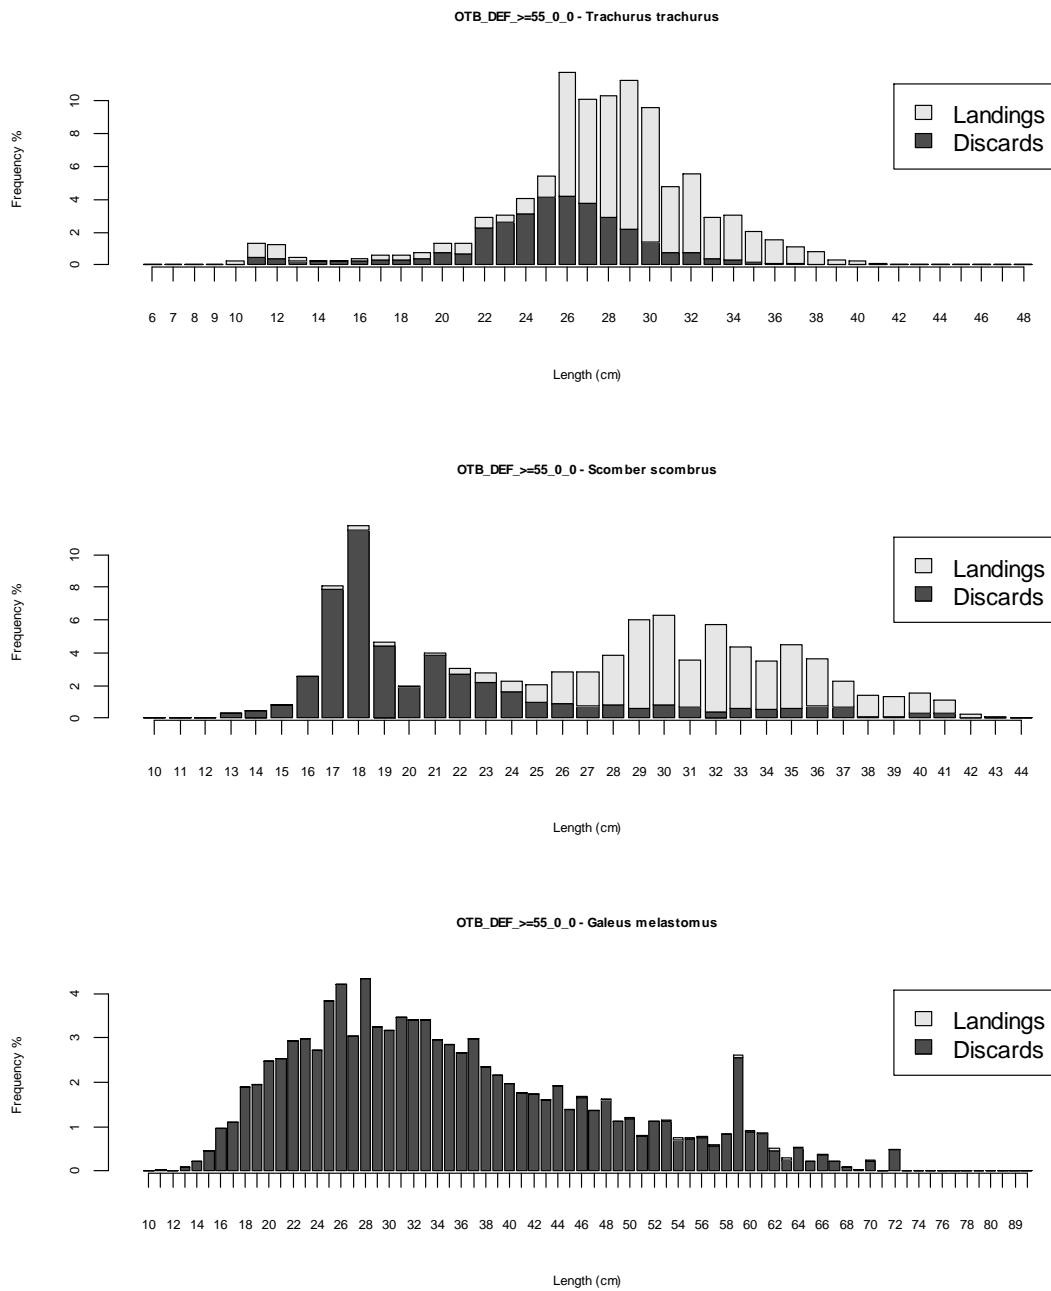 OTB_DEF_>=55_0_0 - Trachurus trachurus
Frequency %
0 2 4 6 8 10
Landings
Discards
6 7 8 9 10 12 14 16 18 20 22 24 26 28 30 32 34 36 38 40 42 44 46 48
Length (cm)
OTB_DEF_>=55_0_0 - Scomber scombrus
Frequency %
0 2 4 6 8 10
Landings
Discards
10 11 12 13 14 15 16 17 18 19 20 21 22 23 24 25 26 27 28 29 30 31 32 33 34 35 36 37 38 39 40 41 42 43 44
Length (cm)
OTB_DEF_>=55_0_0 - Galeus melastomus
Frequency %
0 1 2 3 4
Landings
Discards
10 12 14 16 18 20 22 24 26 28 30 32 34 36 38 40 42 44 46 48 50 52 54 56 58 60 62 64 66 68 70 72 74 76 78 80 89
Length (cm)